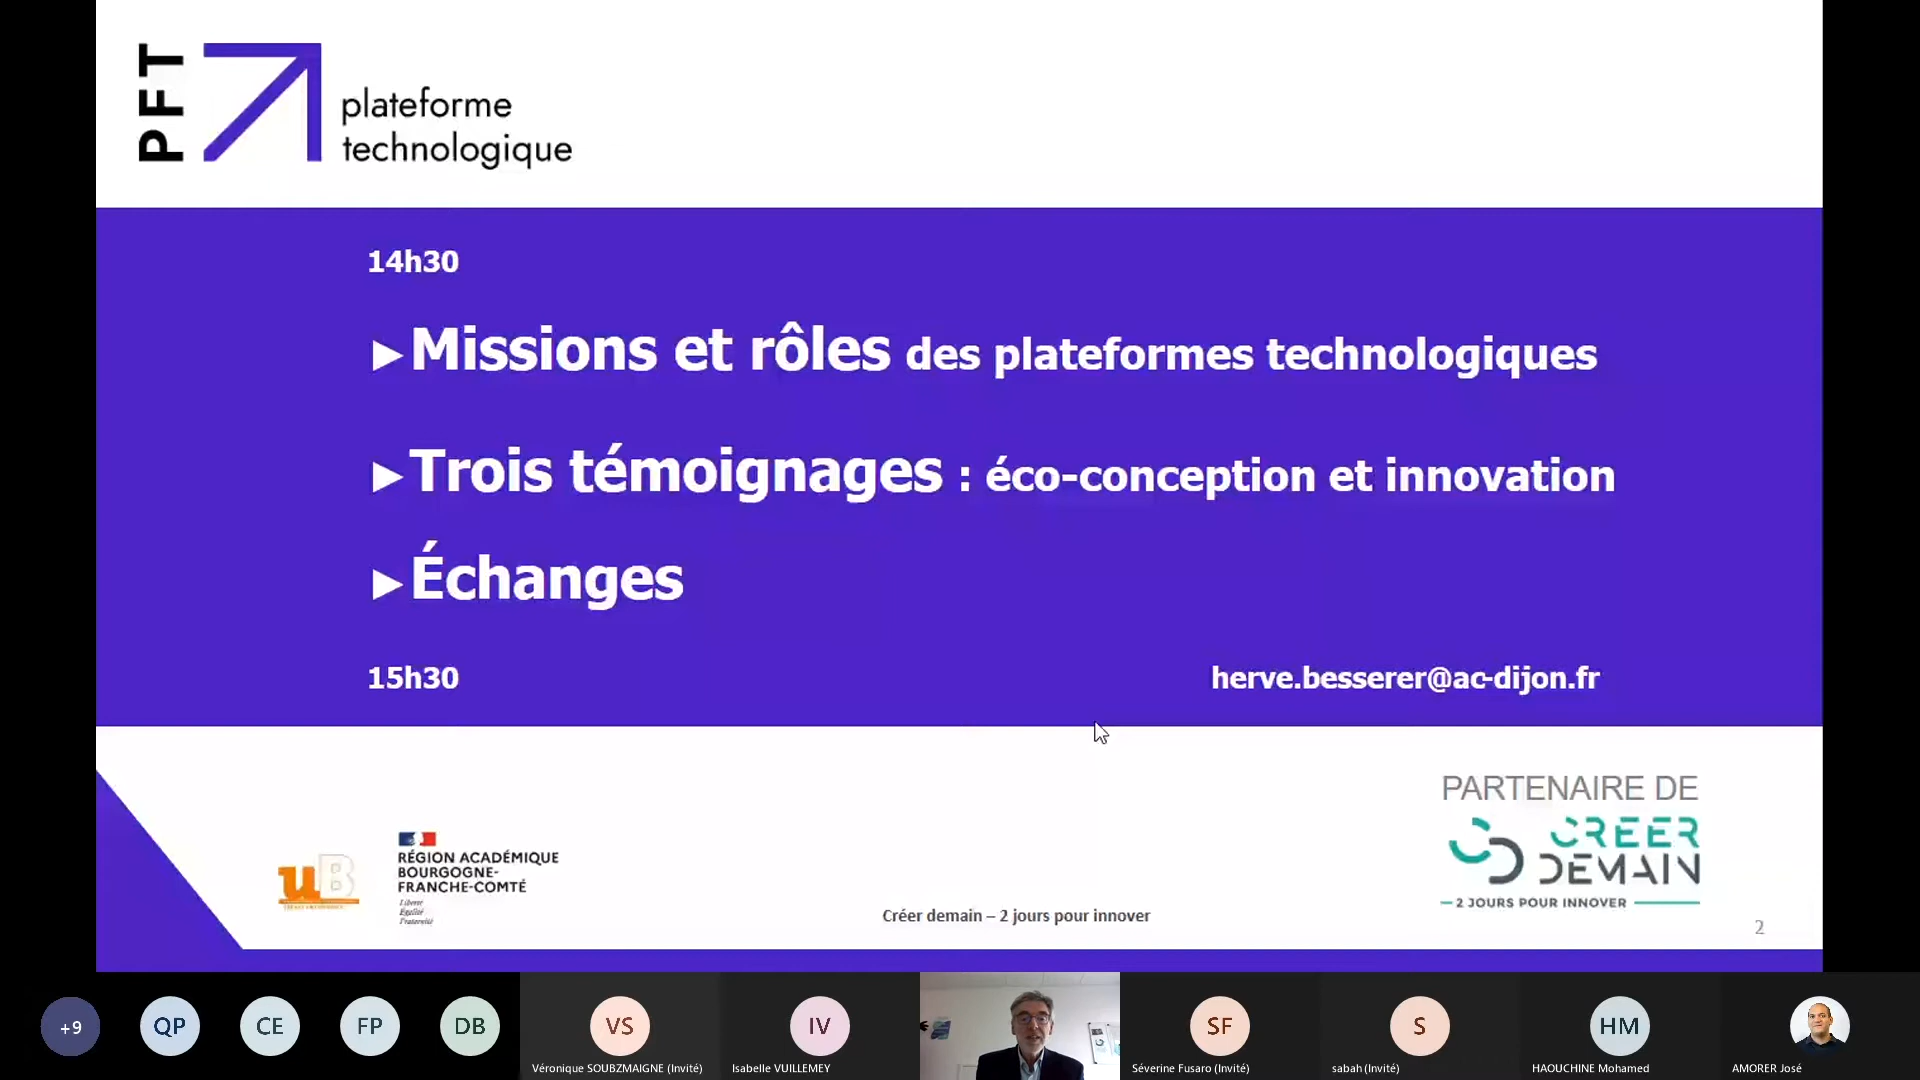 PFT
plateforme
technologique
14h30
►Missions et rôles des plateformes technologiques
►Trois témoignages : éco-conception et innovation
►Échanges
15h30
herve.besserer@ac-dijon.fr
PARTENAIRE DE
CRÉER
DEMAIN
2 JOURS POUR INNOVER
uB
RÉGION ACADÉMIQUE
BOURGOGNE-
FRANCHE-COMTÉ
Liberté
Égalité
Fraternité
Créer demain – 2 jours pour innover
2
+9
QP
CE
FP
DB
VS
IV
SF
S
HM
Véronique SOUBZMAIGNE (Invité)
Isabelle VUILLEMEY
Séverine Fusaro (Invité)
sabah (Invité)
HAOUCHINE Mohamed
AMORER José